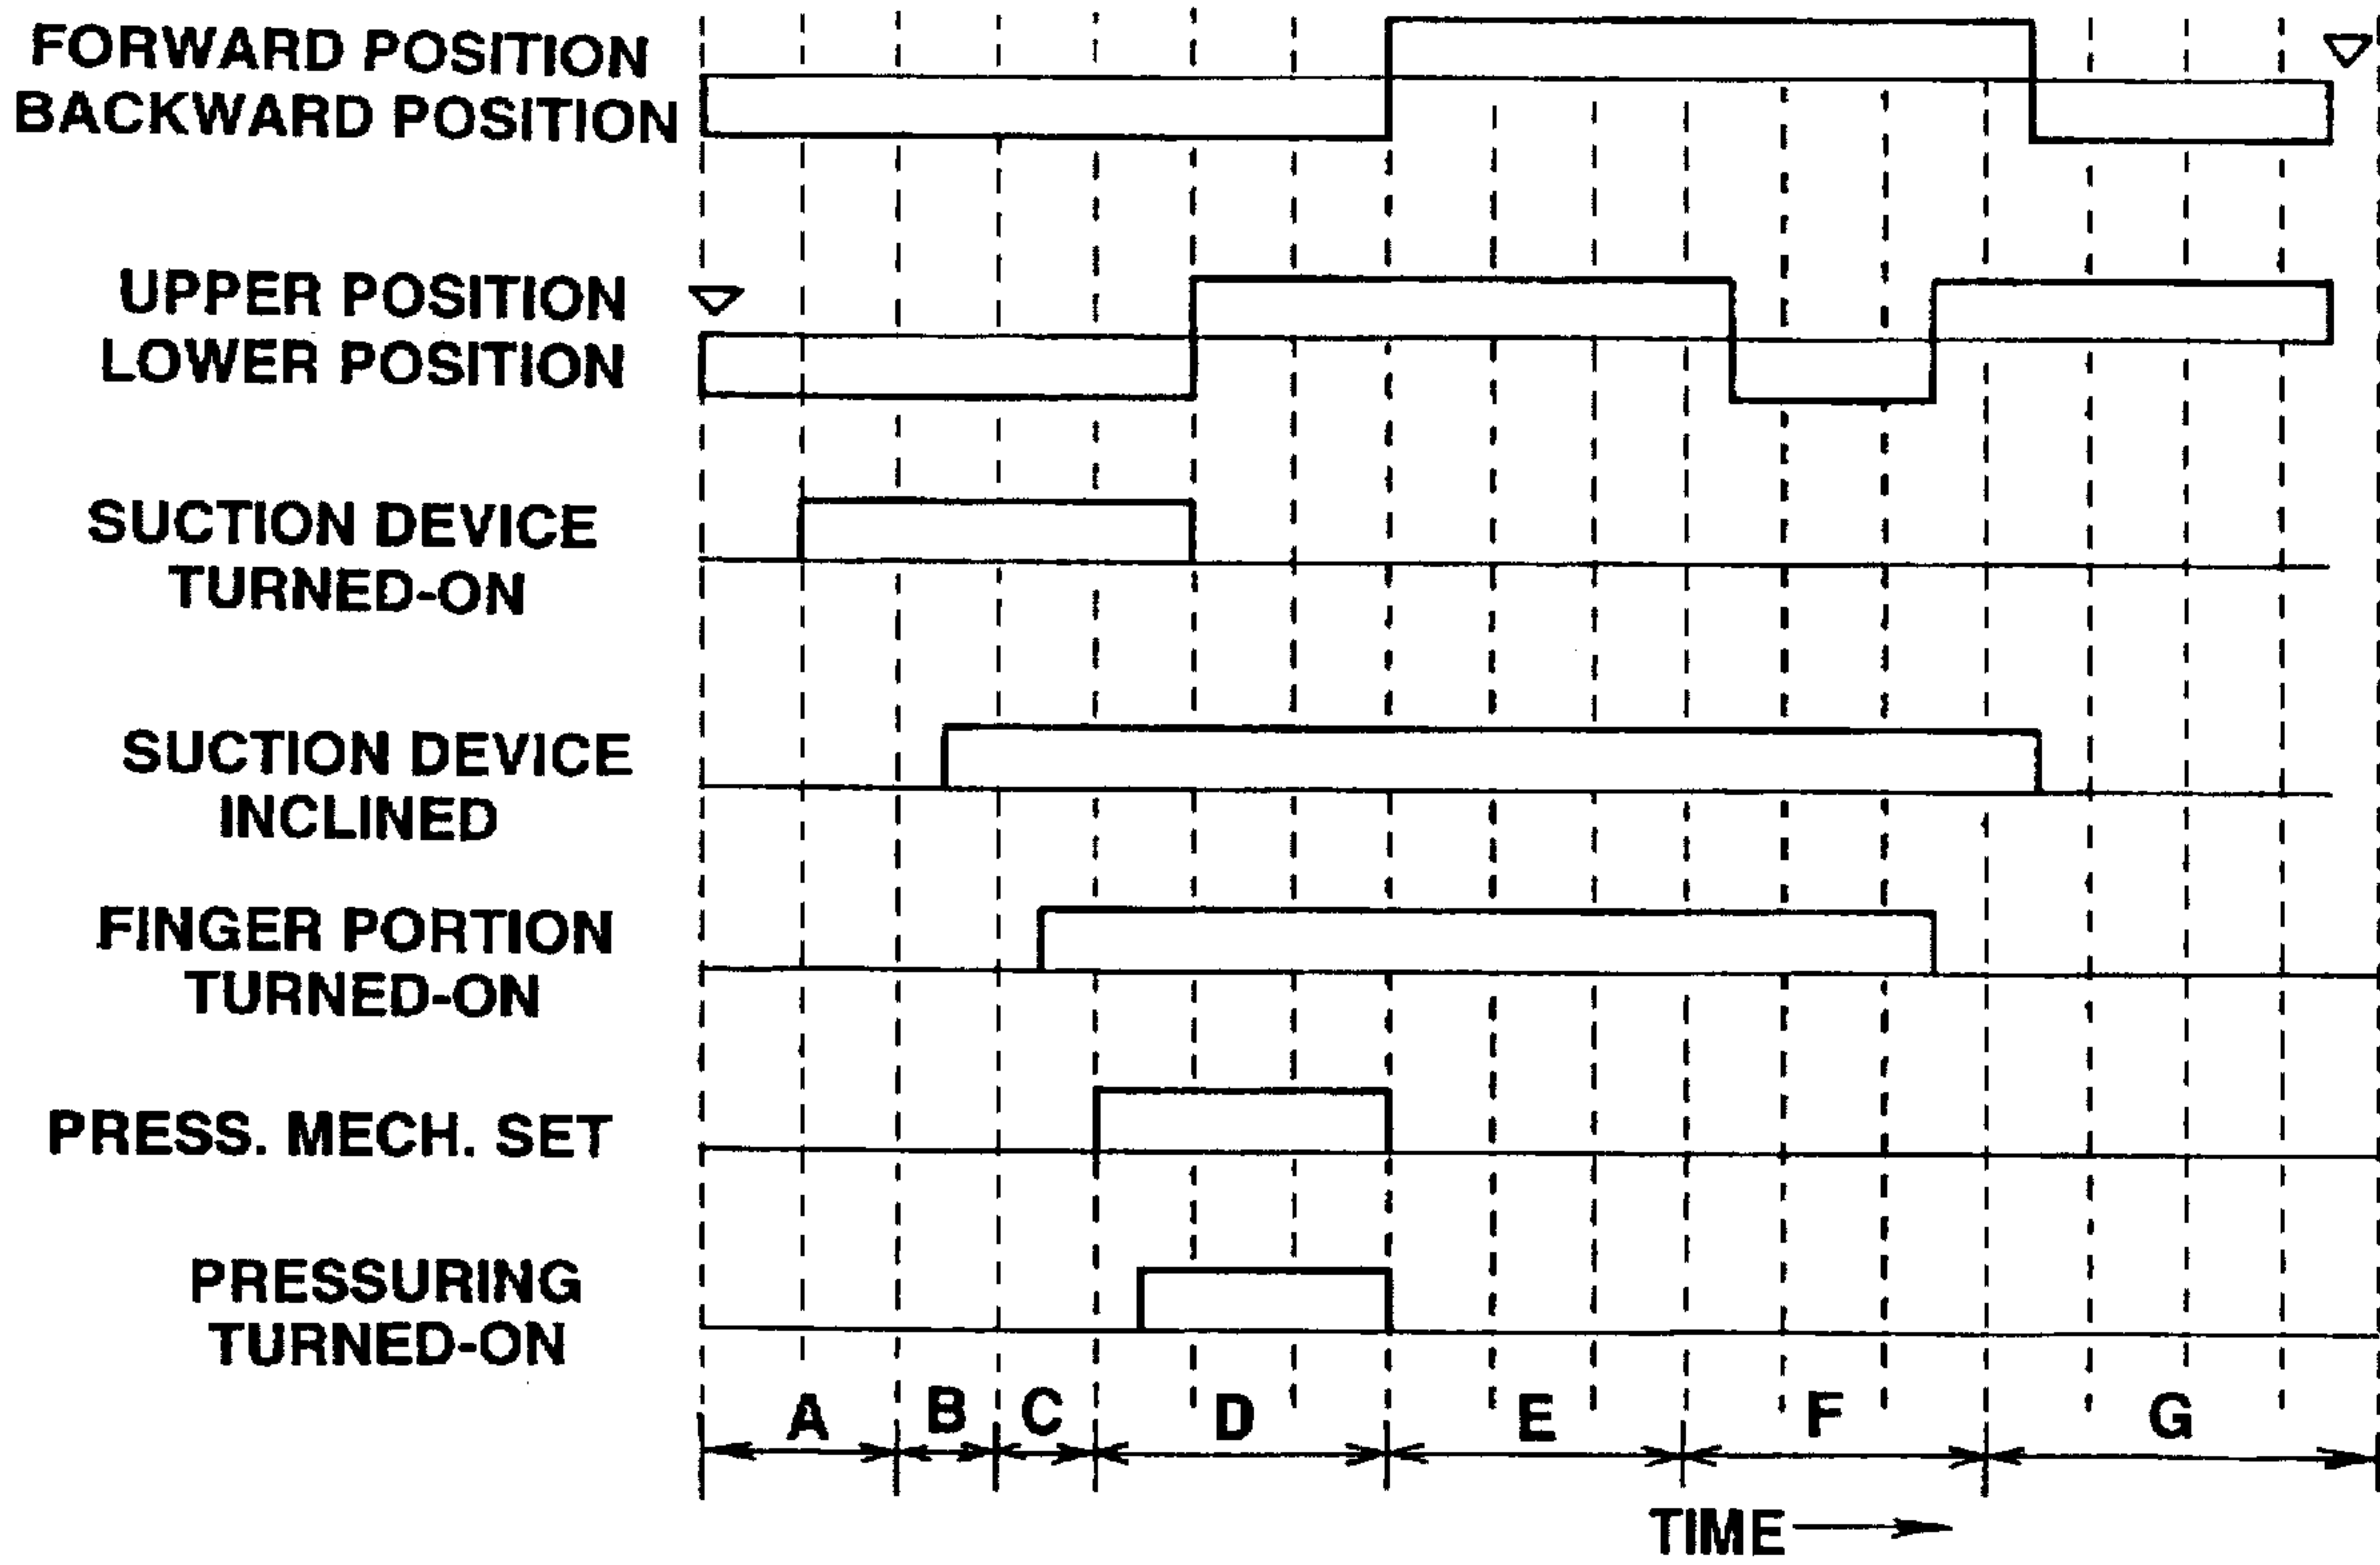 FORWARD POSITION
BACKWARD POSITION
UPPER POSITION
LOWER POSITION
SUCTION DEVICE
TURNED-ON
SUCTION DEVICE
INCLINED
FINGER PORTION
TURNED-ON
PRESS. MECH. SET
PRESSURING
TURNED-ON
A B C D E F G
TIME